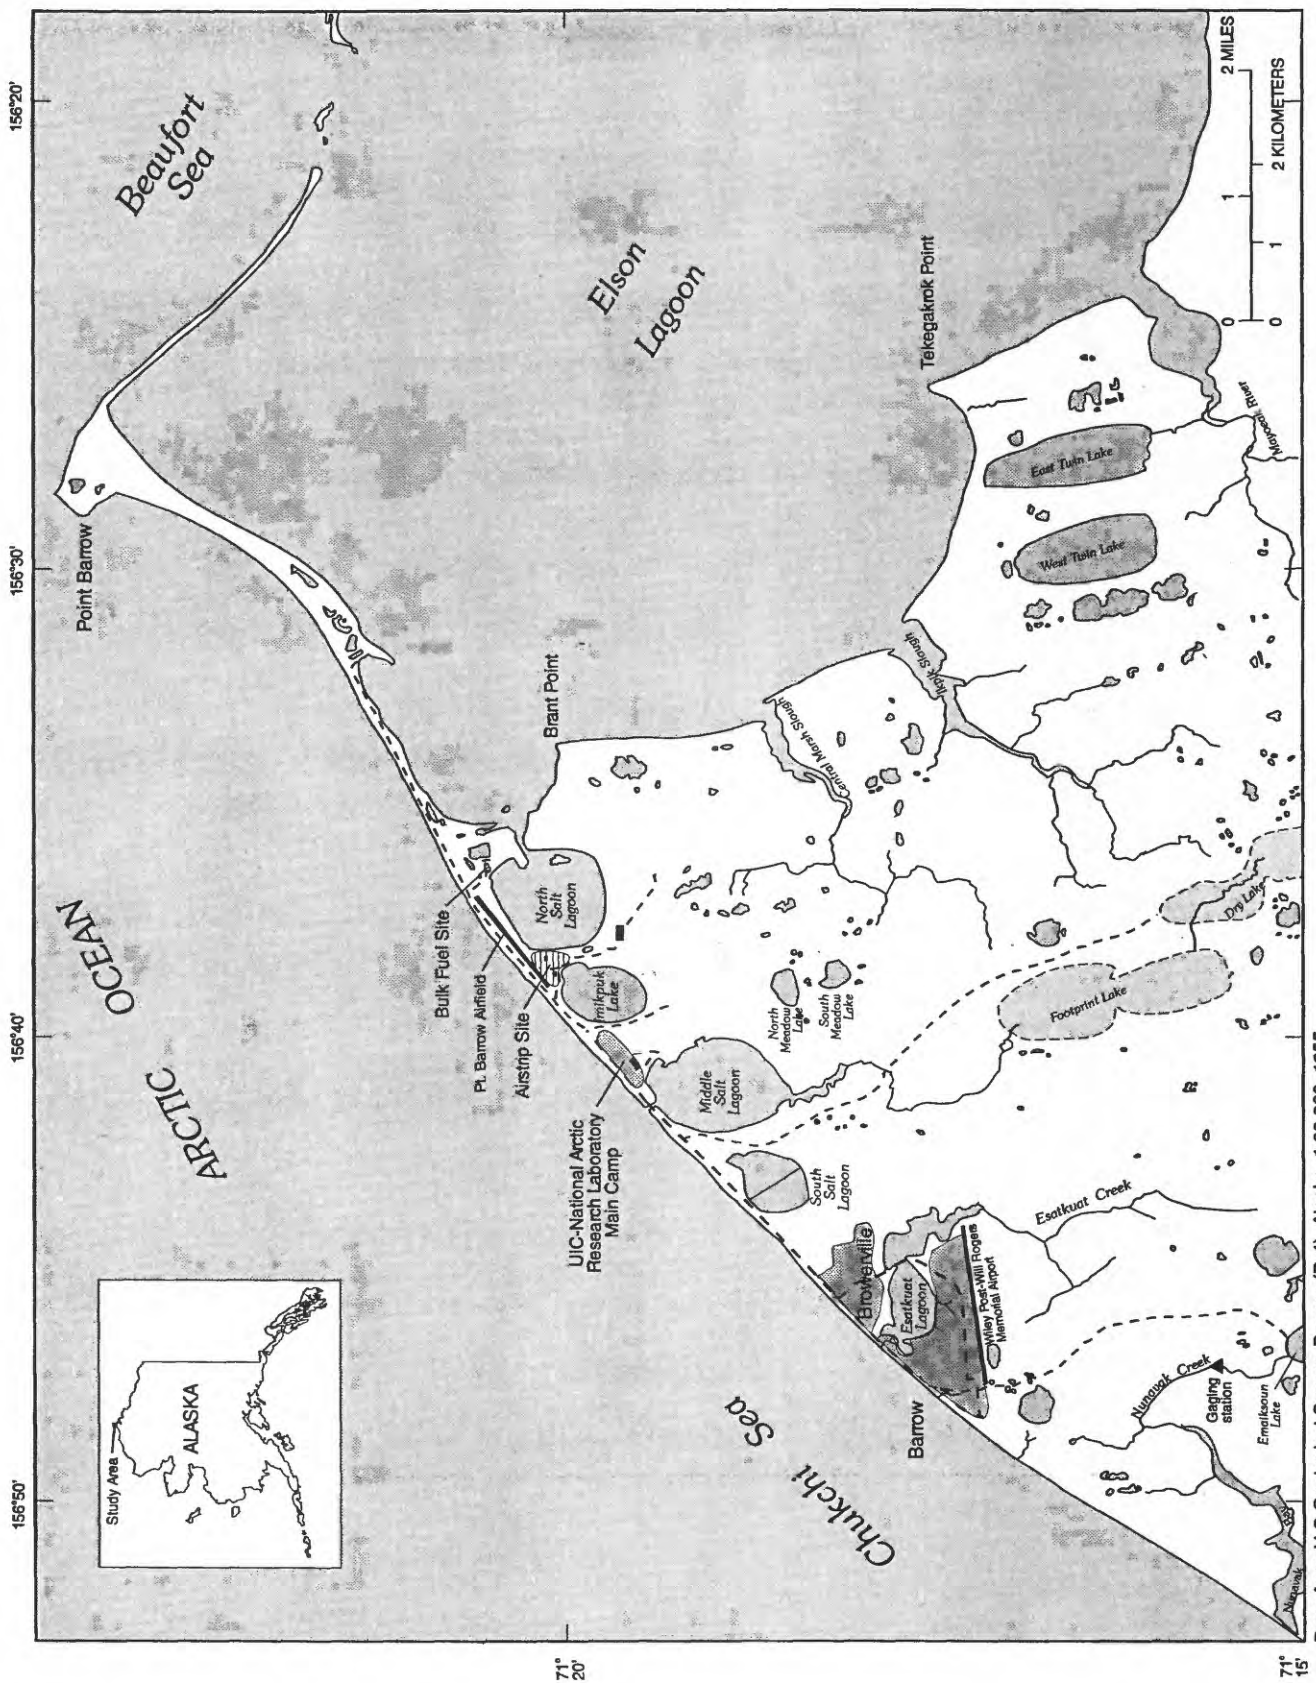 156°50'
156°40'
156°30'
156°20'
71°
20'
71°
15'
Study Area
ALASKA
ARCTIC
OCEAN
Beaufort
Sea
Chukchi
Sea
Elson
Lagoon
Point Barrow
Brant Point
Tekegakrok Point
Bulk Fuel Site
Pt. Barrow Airfield
Airstrip Site
UIC-National Arctic
Research Laboratory
Main Camp
North
Salt
Lagoon
Imikpuk
Lake
Middle
Salt
Lagoon
South
Salt
Lagoon
North
Meadow
Lake
South
Meadow
Lake
Central Marsh Slough
Ikpik Slough
West Twin Lake
East Twin Lake
Mayoeak River
Footprint Lake
Dry Lake
Browerville
Esatkuat
Lagoon
Barrow
Wiley Post-Will Rogers
Memorial Airport
Esatkuat Creek
Nunavak Creek
Gaging
station
Emaiksoun
Lake
Nunavak
Bay
0 1 2 MILES
0 1 2 KILOMETERS